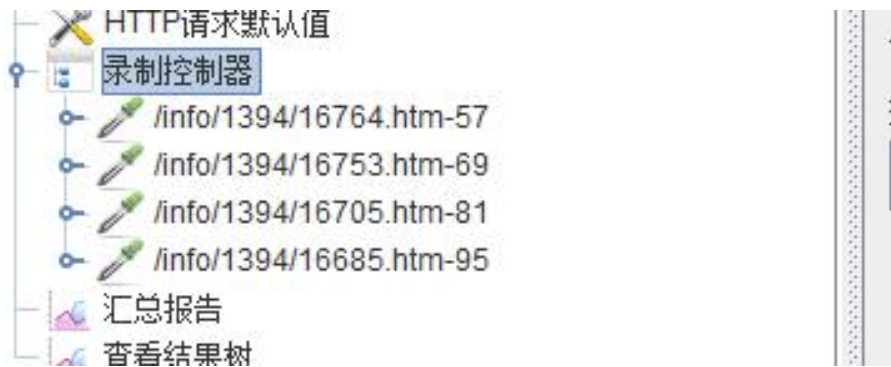 HTTP请求默认值
录制控制器
/info/1394/16764.htm-57
/info/1394/16753.htm-69
/info/1394/16705.htm-81
/info/1394/16685.htm-95
汇总报告
查看结果树